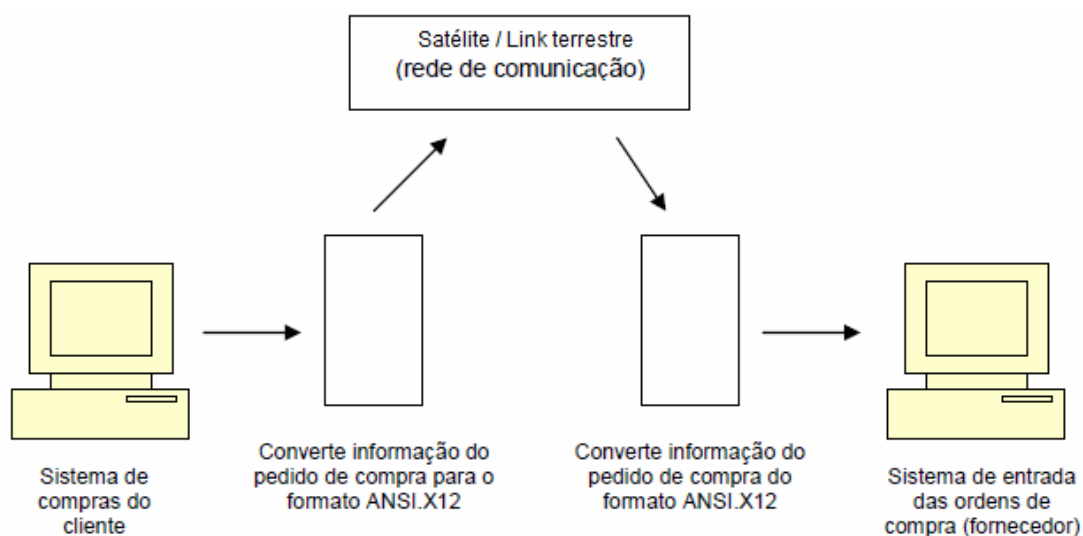 Satélite / Link terrestre
(rede de comunicação)
Sistema de
compras do
cliente
Converte informação do
pedido de compra para o
formato ANSI.X12
Converte informação do
pedido de compra do
formato ANSI.X12
Sistema de entrada
das ordens de
compra (fornecedor)